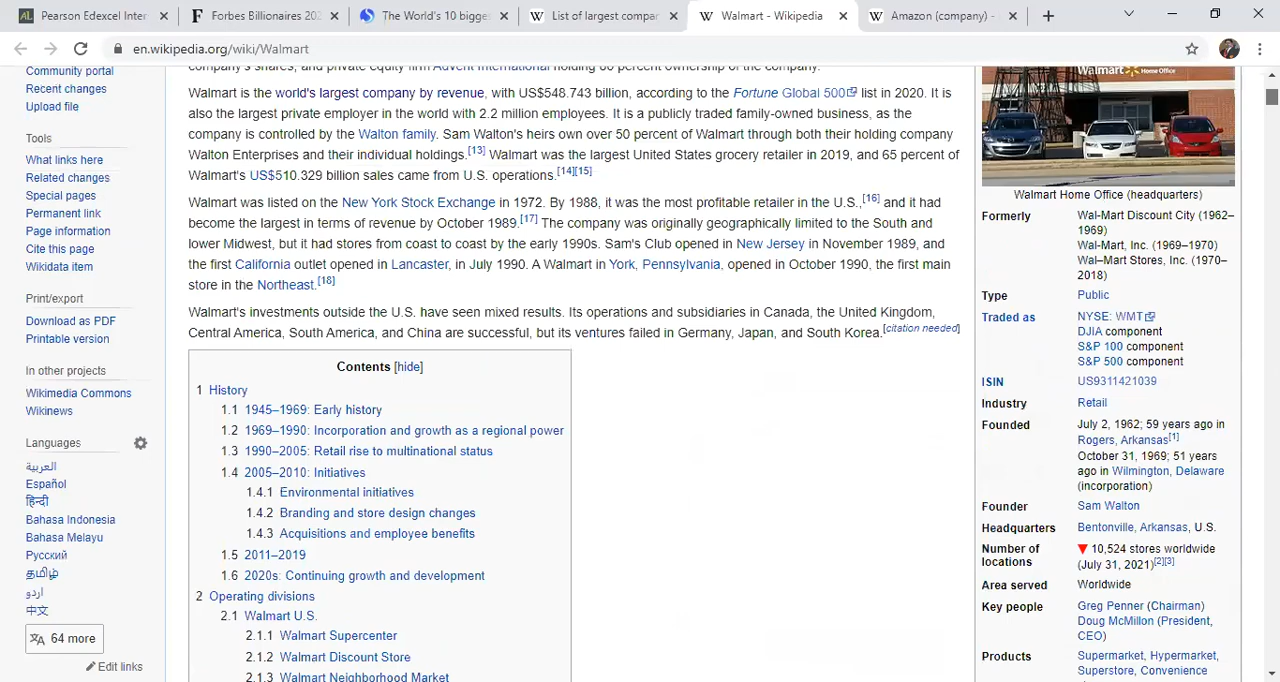 Pearson Edexcel Inter
Forbes Billionaires 202
The World's 10 bigges
List of largest compan
Walmart - Wikipedia
Amazon (company) -
en.wikipedia.org/wiki/Walmart
Community portal
Recent changes
Upload file
Tools
What links here
Related changes
Special pages
Permanent link
Page information
Cite this page
Wikidata item
Print/export
Download as PDF
Printable version
In other projects
Wikimedia Commons
Wikinews
Languages
العربية
Español
हिन्दी
Bahasa Indonesia
Bahasa Melayu
Русский
தமிழ்
اردو
中文
64 more
Edit links
company's shares, and private equity firm Advent International holding 80 percent ownership of the company.
Walmart is the world's largest company by revenue, with US$548.743 billion, according to the Fortune Global 500 list in 2020. It is
also the largest private employer in the world with 2.2 million employees. It is a publicly traded family-owned business, as the
company is controlled by the Walton family. Sam Walton's heirs own over 50 percent of Walmart through both their holding company
Walton Enterprises and their individual holdings.[13] Walmart was the largest United States grocery retailer in 2019, and 65 percent of
Walmart's US$510.329 billion sales came from U.S. operations.[14][15]
Walmart was listed on the New York Stock Exchange in 1972. By 1988, it was the most profitable retailer in the U.S.,[16] and it had
become the largest in terms of revenue by October 1989.[17] The company was originally geographically limited to the South and
lower Midwest, but it had stores from coast to coast by the early 1990s. Sam's Club opened in New Jersey in November 1989, and
the first California outlet opened in Lancaster, in July 1990. A Walmart in York, Pennsylvania, opened in October 1990, the first main
store in the Northeast.[18]
Walmart's investments outside the U.S. have seen mixed results. Its operations and subsidiaries in Canada, the United Kingdom,
Central America, South America, and China are successful, but its ventures failed in Germany, Japan, and South Korea.[citation needed]
Contents [hide]
1 History
1.1 1945–1969: Early history
1.2 1969–1990: Incorporation and growth as a regional power
1.3 1990–2005: Retail rise to multinational status
1.4 2005–2010: Initiatives
1.4.1 Environmental initiatives
1.4.2 Branding and store design changes
1.4.3 Acquisitions and employee benefits
1.5 2011–2019
1.6 2020s: Continuing growth and development
2 Operating divisions
2.1 Walmart U.S.
2.1.1 Walmart Supercenter
2.1.2 Walmart Discount Store
2.1.3 Walmart Neighborhood Market
Walmart Home Office
Walmart Home Office (headquarters)
Formerly Wal-Mart Discount City (1962–
1969)
Wal-Mart, Inc. (1969–1970)
Wal–Mart Stores, Inc. (1970–
2018)
Type Public
Traded as NYSE: WMT
DJIA component
S&P 100 component
S&P 500 component
ISIN US9311421039
Industry Retail
Founded July 2, 1962; 59 years ago in
Rogers, Arkansas[1]
October 31, 1969; 51 years
ago in Wilmington, Delaware
(incorporation)
Founder Sam Walton
Headquarters Bentonville, Arkansas, U.S.
Number of locations 10,524 stores worldwide
(July 31, 2021)[2][3]
Area served Worldwide
Key people Greg Penner (Chairman)
Doug McMillon (President,
CEO)
Products Supermarket, Hypermarket,
Superstore, Convenience